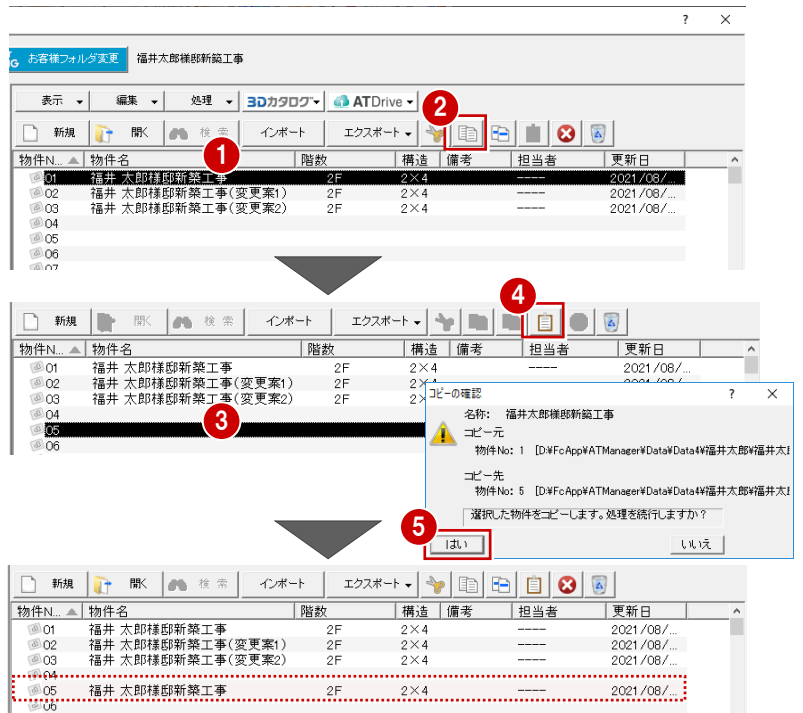 ? ×
G お客様フォルダ変更 福井太郎様邸新築工事
表示 編集 処理 3Dカタログ ATDrive
2
新規 開く 検索 インポート エクスポート
1
物件N... 物件名 階数 構造 備考 担当者 更新日
01 福井 太郎様邸新築工事 2F 2×4 ---- 2021/08/...
02 福井 太郎様邸新築工事(変更案1) 2F 2×4 ---- 2021/08/...
03 福井 太郎様邸新築工事(変更案2) 2F 2×4 ---- 2021/08/...
04
05
06
07
4
新規 開く 検索 インポート エクスポート
物件N... 物件名 階数 構造 備考 担当者 更新日
01 福井 太郎様邸新築工事 2F 2×4 ---- 2021/08/...
02 福井 太郎様邸新築工事(変更案1) 2F
03 福井 太郎様邸新築工事(変更案2) 2F
04
3
05
06
コピーの確認 ? ×
名称: 福井太郎様邸新築工事
コピー元
物件No: 1 [D:¥FcApp¥ATManager¥Data¥Data4¥福井太郎¥福井太
コピー先
物件No: 5 [D:¥FcApp¥ATManager¥Data¥Data4¥福井太郎¥福井太
選択した物件をコピーします。処理を続行しますか?
5
はい いいえ
新規 開く 検索 インポート エクスポート
物件N... 物件名 階数 構造 備考 担当者 更新日
01 福井 太郎様邸新築工事 2F 2×4 ---- 2021/08/...
02 福井 太郎様邸新築工事(変更案1) 2F 2×4 ---- 2021/08/...
03 福井 太郎様邸新築工事(変更案2) 2F 2×4 ---- 2021/08/...
04
05 福井 太郎様邸新築工事 2F 2×4 ---- 2021/08/...
06